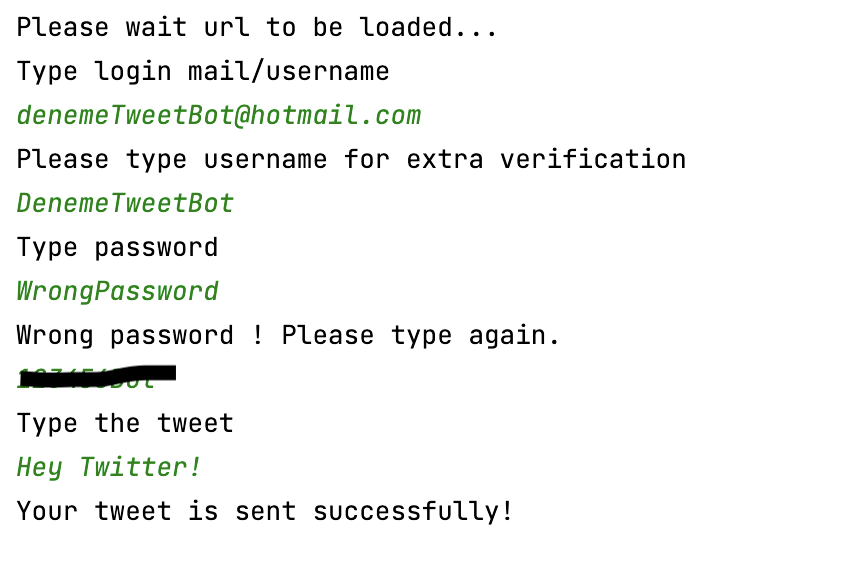 Please wait url to be loaded...
Type login mail/username
denemeTweetBot@hotmail.com
Please type username for extra verification
DenemeTweetBot
Type password
WrongPassword
Wrong password ! Please type again.
Type the tweet
Hey Twitter!
Your tweet is sent successfully!